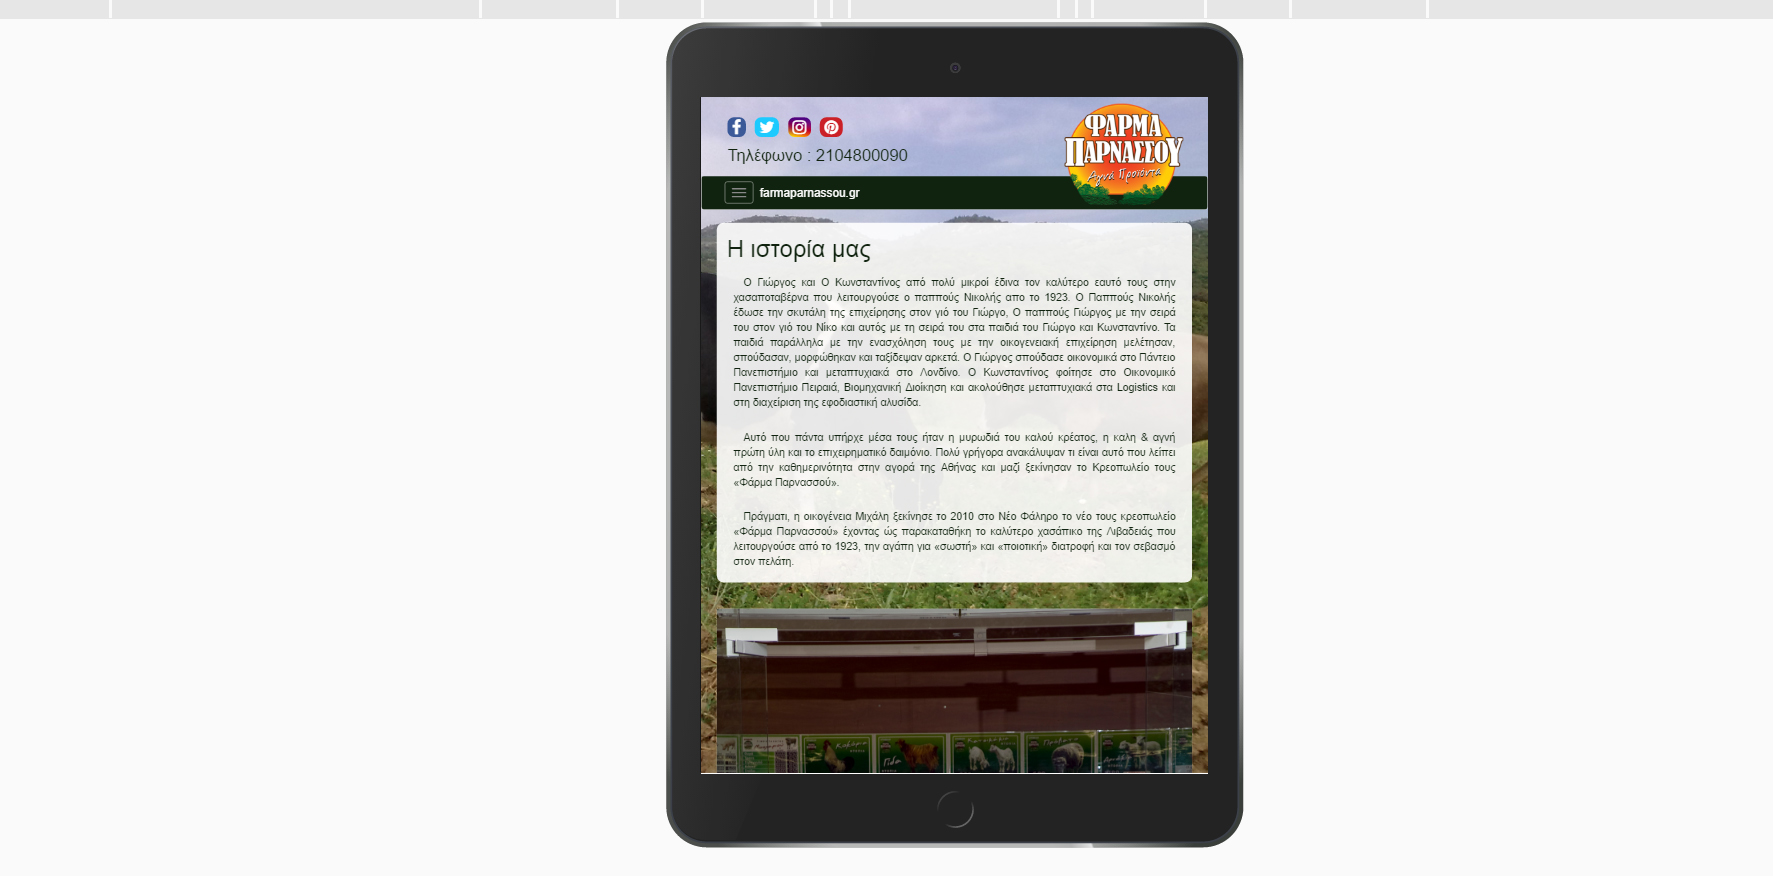 ΦΑΡΜΑ
ΠΑΡΝΑΣΣΟΥ
Αγνά Προιόντα
Τηλέφωνο : 2104800090
farmaparnassou.gr
Η ιστορία μας
Ο Γιώργος και Ο Κωνσταντίνος από πολύ μικροί έδινα τον καλύτερο εαυτό τους στην
χασαποταβέρνα που λειτουργούσε ο παππούς Νικολής απο το 1923. Ο Παππούς Νικολής
έδωσε την σκυτάλη της επιχείρησης στον γιό του Γιώργο, Ο παππούς Γιώργος με την σειρά
του στον γιό του Νίκο και αυτός με τη σειρά του στα παιδιά του Γιώργο και Κωνσταντίνο. Τα
παιδιά παράλληλα με την ενασχόληση τους με την οικογενειακή επιχείρηση μελέτησαν,
σπούδασαν, μορφώθηκαν και ταξίδεψαν αρκετά. Ο Γιώργος σπούδασε οικονομικά στο Πάντειο
Πανεπιστήμιο και μεταπτυχιακά στο Λονδίνο. Ο Κωνσταντίνος φοίτησε στο Οικονομικό
Πανεπιστήμιο Πειραιά, Βιομηχανική Διοίκηση και ακολούθησε μεταπτυχιακά στα Logistics και
στη διαχείριση της εφοδιαστική αλυσίδα.
Αυτό που πάντα υπήρχε μέσα τους ήταν η μυρωδιά του καλού κρέατος, η καλη & αγνή
πρώτη ύλη και το επιχειρηματικό δαιμόνιο. Πολύ γρήγορα ανακάλυψαν τι είναι αυτό που λείπει
από την καθημερινότητα στην αγορά της Αθήνας και μαζί ξεκίνησαν το Κρεοπωλείο τους
«Φάρμα Παρνασσού».
Πράγματι, η οικογένεια Μιχάλη ξεκίνησε το 2010 στο Νέο Φάληρο το νέο τους κρεοπωλείο
«Φάρμα Παρνασσού» έχοντας ώς παρακαταθήκη το καλύτερο χασάπικο της Λιβαδειάς που
λειτουργούσε από το 1923, την αγάπη για «σωστή» και «ποιοτική» διατροφή και τον σεβασμό
στον πελάτη.